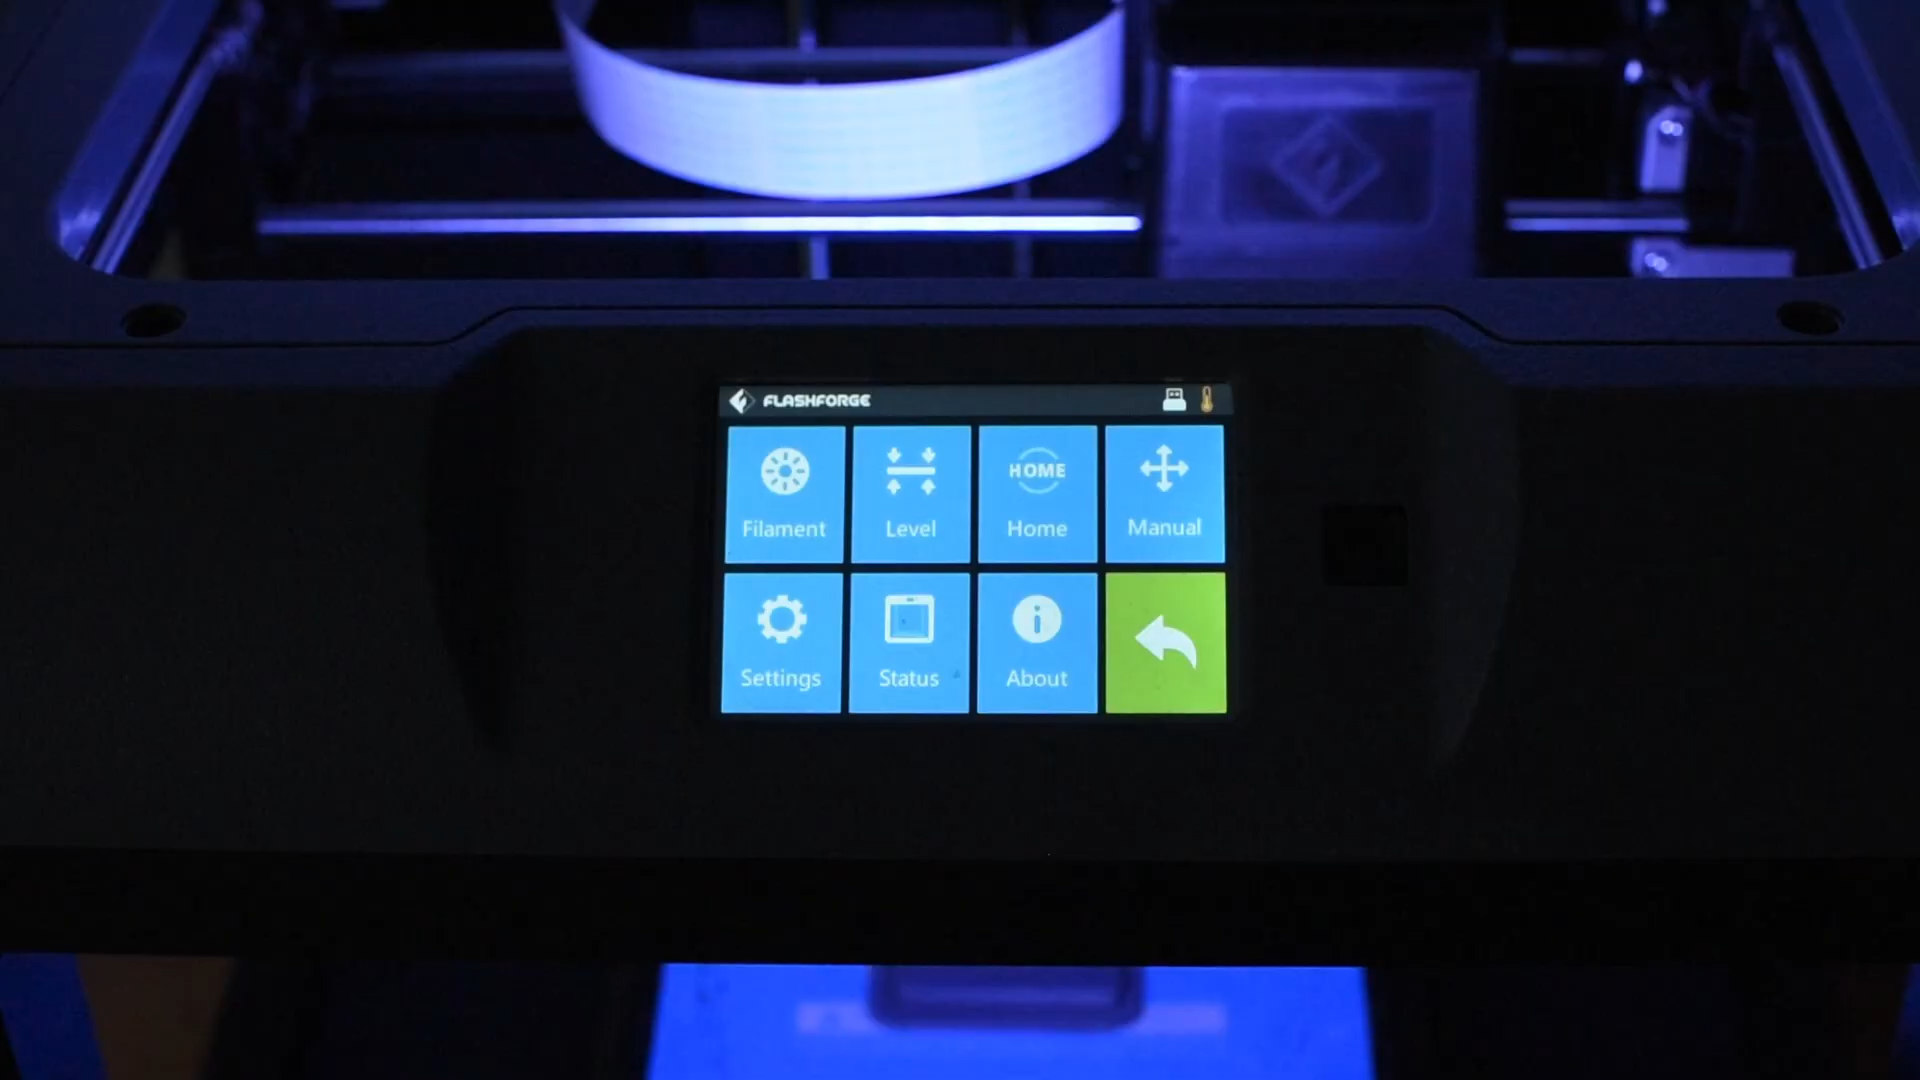 FLASHFORGE
Filament
Level
HOME
Home
Manual
Settings
Status
About